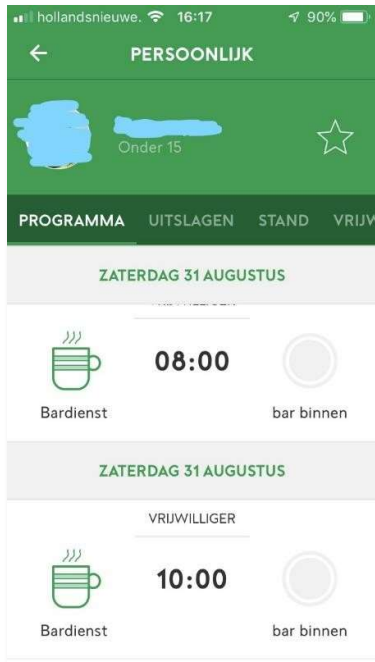 hollandsnieuwe. 16:17 90%
PERSOONLIJK
Onder 15
PROGRAMMA UITSLAGEN STAND VRIJW
ZATERDAG 31 AUGUSTUS
08:00
Bardienst bar binnen
ZATERDAG 31 AUGUSTUS
VRIJWILLIGER
10:00
Bardienst bar binnen